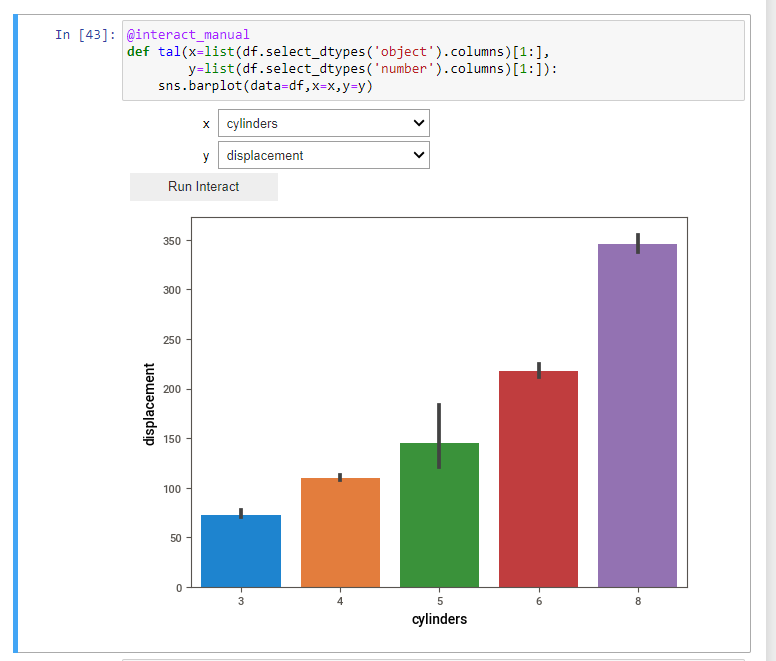 In [43]: @interact_manual
def tal(x=list(df.select_dtypes('object').columns)[1:],
y=list(df.select_dtypes('number').columns)[1:]):
sns.barplot(data=df,x=x,y=y)
x cylinders
y displacement
Run Interact
350
300
250
200
150
100
50
0
displacement
3 4 5 6 8
cylinders